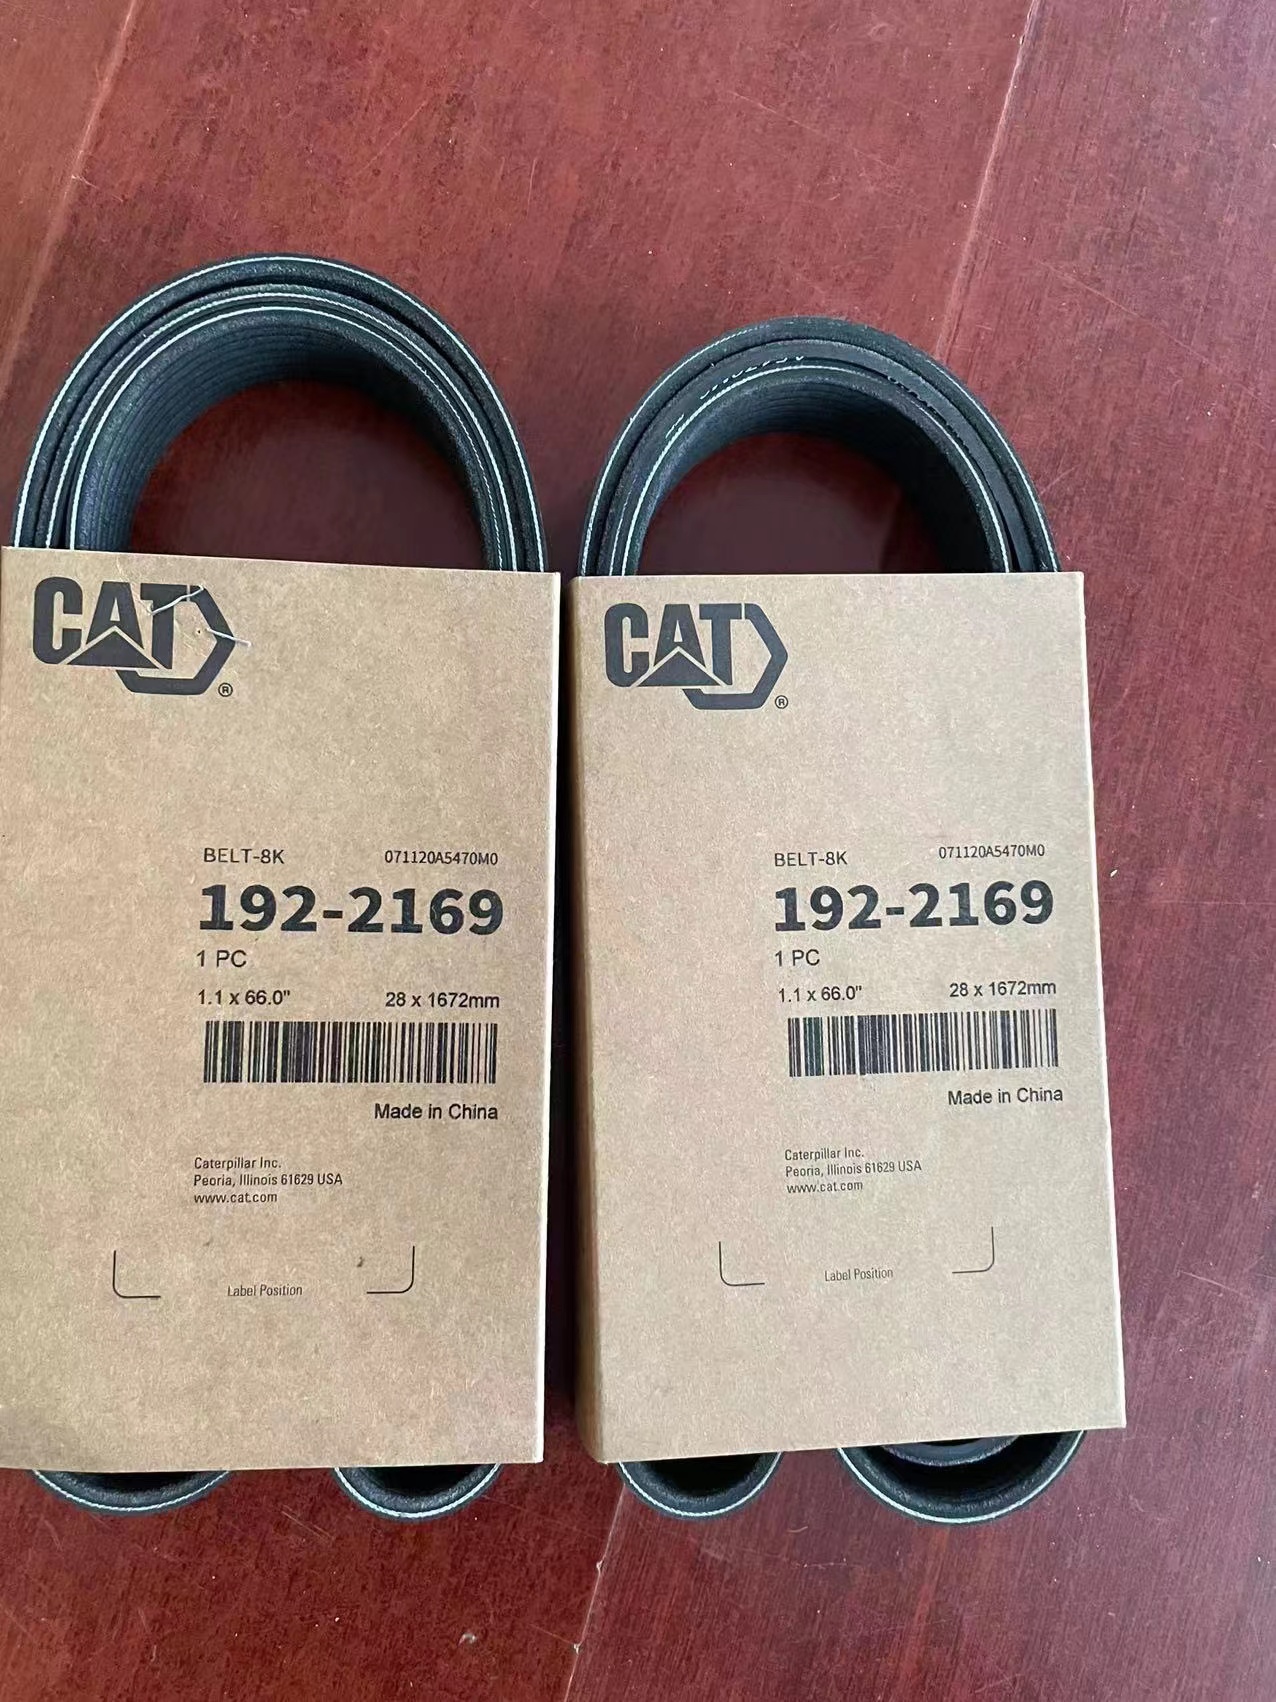 CAT
®
BELT-8K 071120A5470M0
192-2169
1 PC
1.1 x 66.0" 28 x 1672mm
Made in China
Caterpillar Inc.
Peoria, Illinois 61629 USA
www.cat.com
Label Position
CAT
®
BELT-8K 071120A5470M0
192-2169
1 PC
1.1 x 66.0" 28 x 1672mm
Made in China
Caterpillar Inc.
Peoria, Illinois 61629 USA
www.cat.com
Label Position